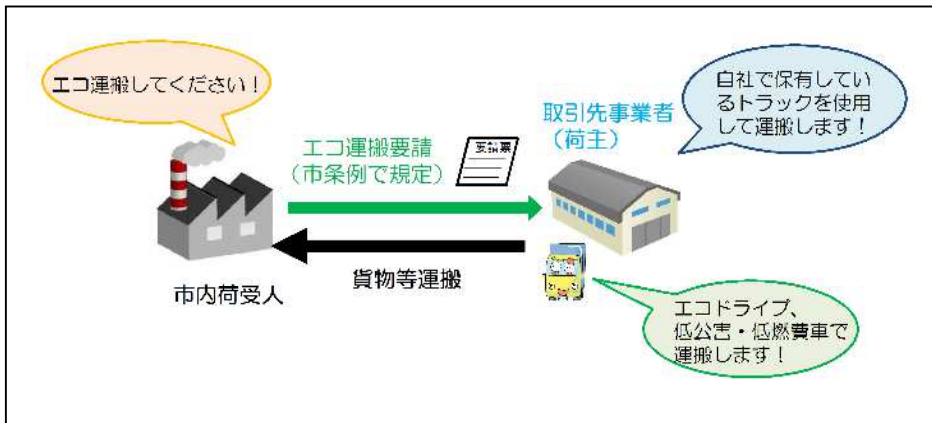 エコ運搬してください！
エコ運搬要請
（市条例で規定）
要請票
取引先事業者
（荷主）
自社で保有してい
るトラックを使用
して運搬します！
市内荷受人
貨物等運搬
エコドライブ、
低公害・低燃費車で
運搬します！